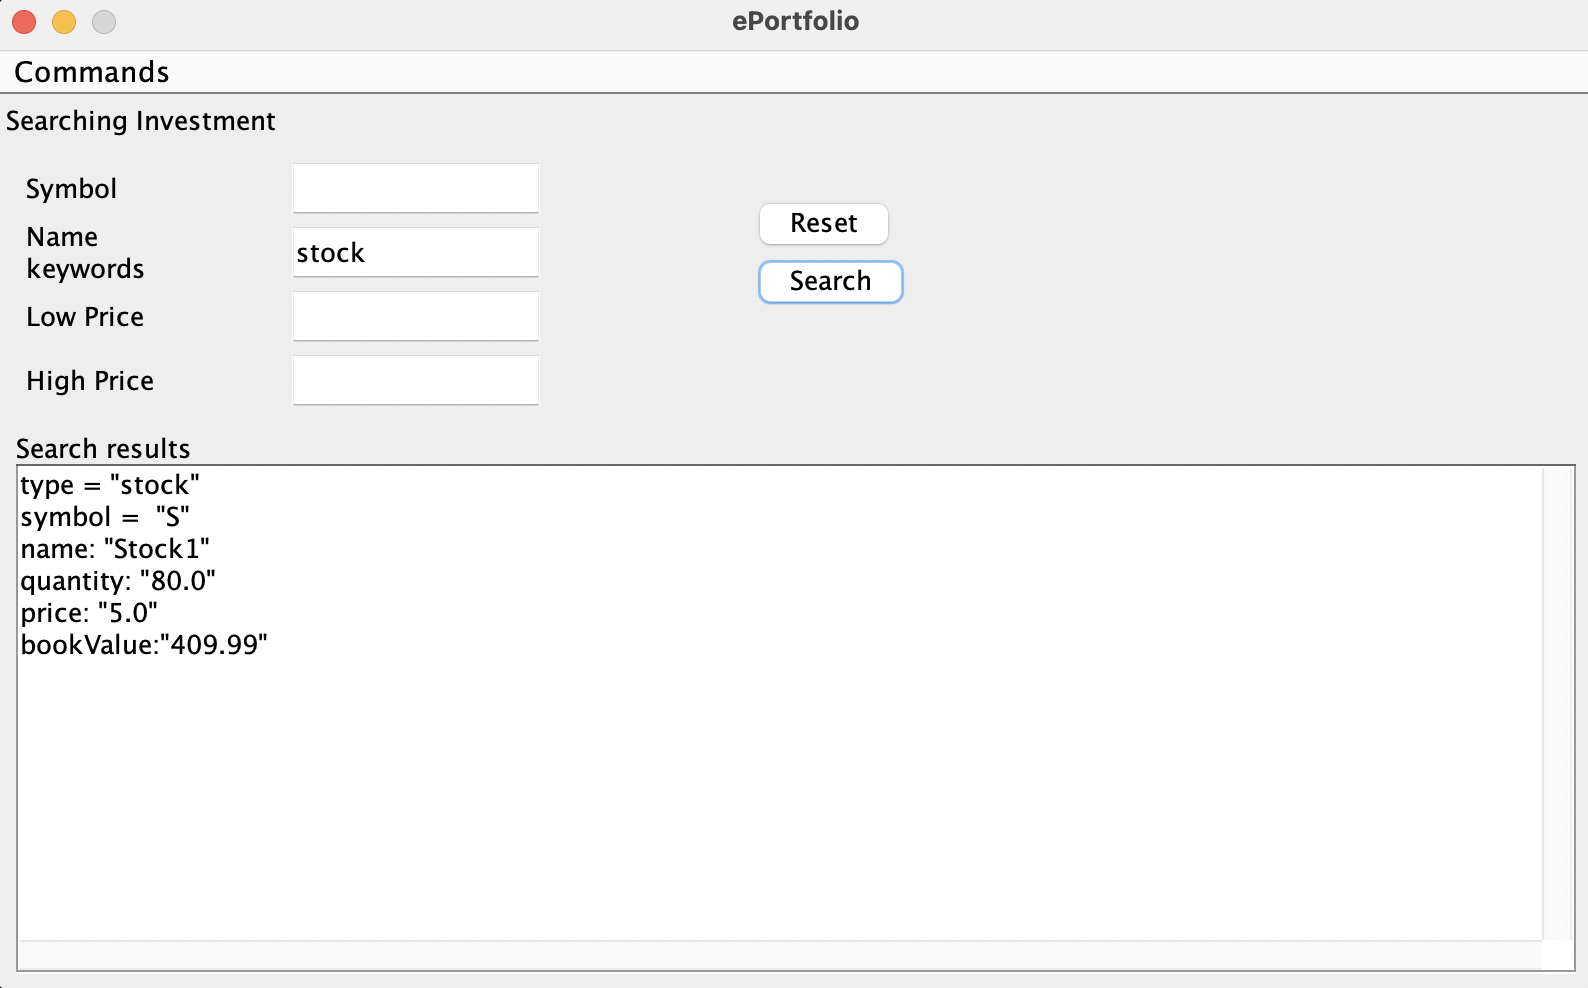 ePortfolio
Commands
Searching Investment
Symbol
Name
keywords
stock
Low Price
High Price
Reset
Search
Search results
type = "stock"
symbol =  "S"
name: "Stock1"
quantity: "80.0"
price: "5.0"
bookValue:"409.99"